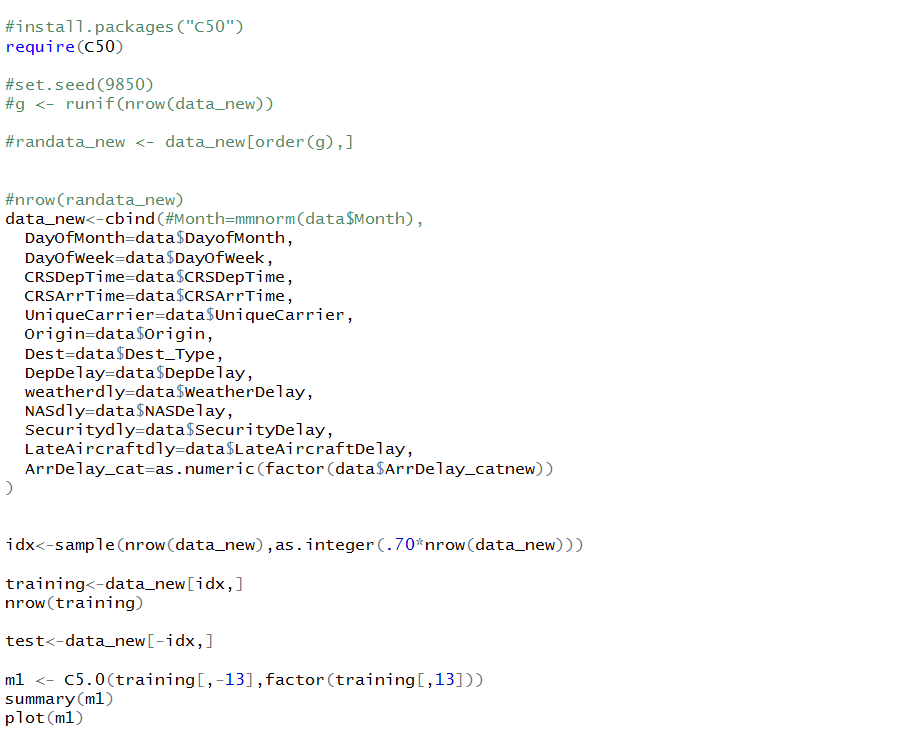 #install.packages("C50")
require(C50)
#set.seed(9850)
#g <- runif(nrow(data_new))
#randata_new <- data_new[order(g),]
#nrow(randata_new)
data_new<-cbind(#Month=mmnorm(data$Month),
DayOfMonth=data$DayofMonth,
DayOfWeek=data$DayOfWeek,
CRSDepTime=data$CRSDepTime,
CRSArrTime=data$CRSArrTime,
UniqueCarrier=data$UniqueCarrier,
Origin=data$Origin,
Dest=data$Dest_Type,
DepDelay=data$DepDelay,
weatherdly=data$WeatherDelay,
NASdly=data$NASDelay,
Securitydly=data$SecurityDelay,
LateAircraftdly=data$LateAircraftDelay,
ArrDelay_cat=as.numeric(factor(data$ArrDelay_catnew))
)
idx<-sample(nrow(data_new),as.integer(.70*nrow(data_new)))
training<-data_new[idx,]
nrow(training)
test<-data_new[-idx,]
m1 <- C5.0(training[,-13],factor(training[,13]))
summary(m1)
plot(m1)